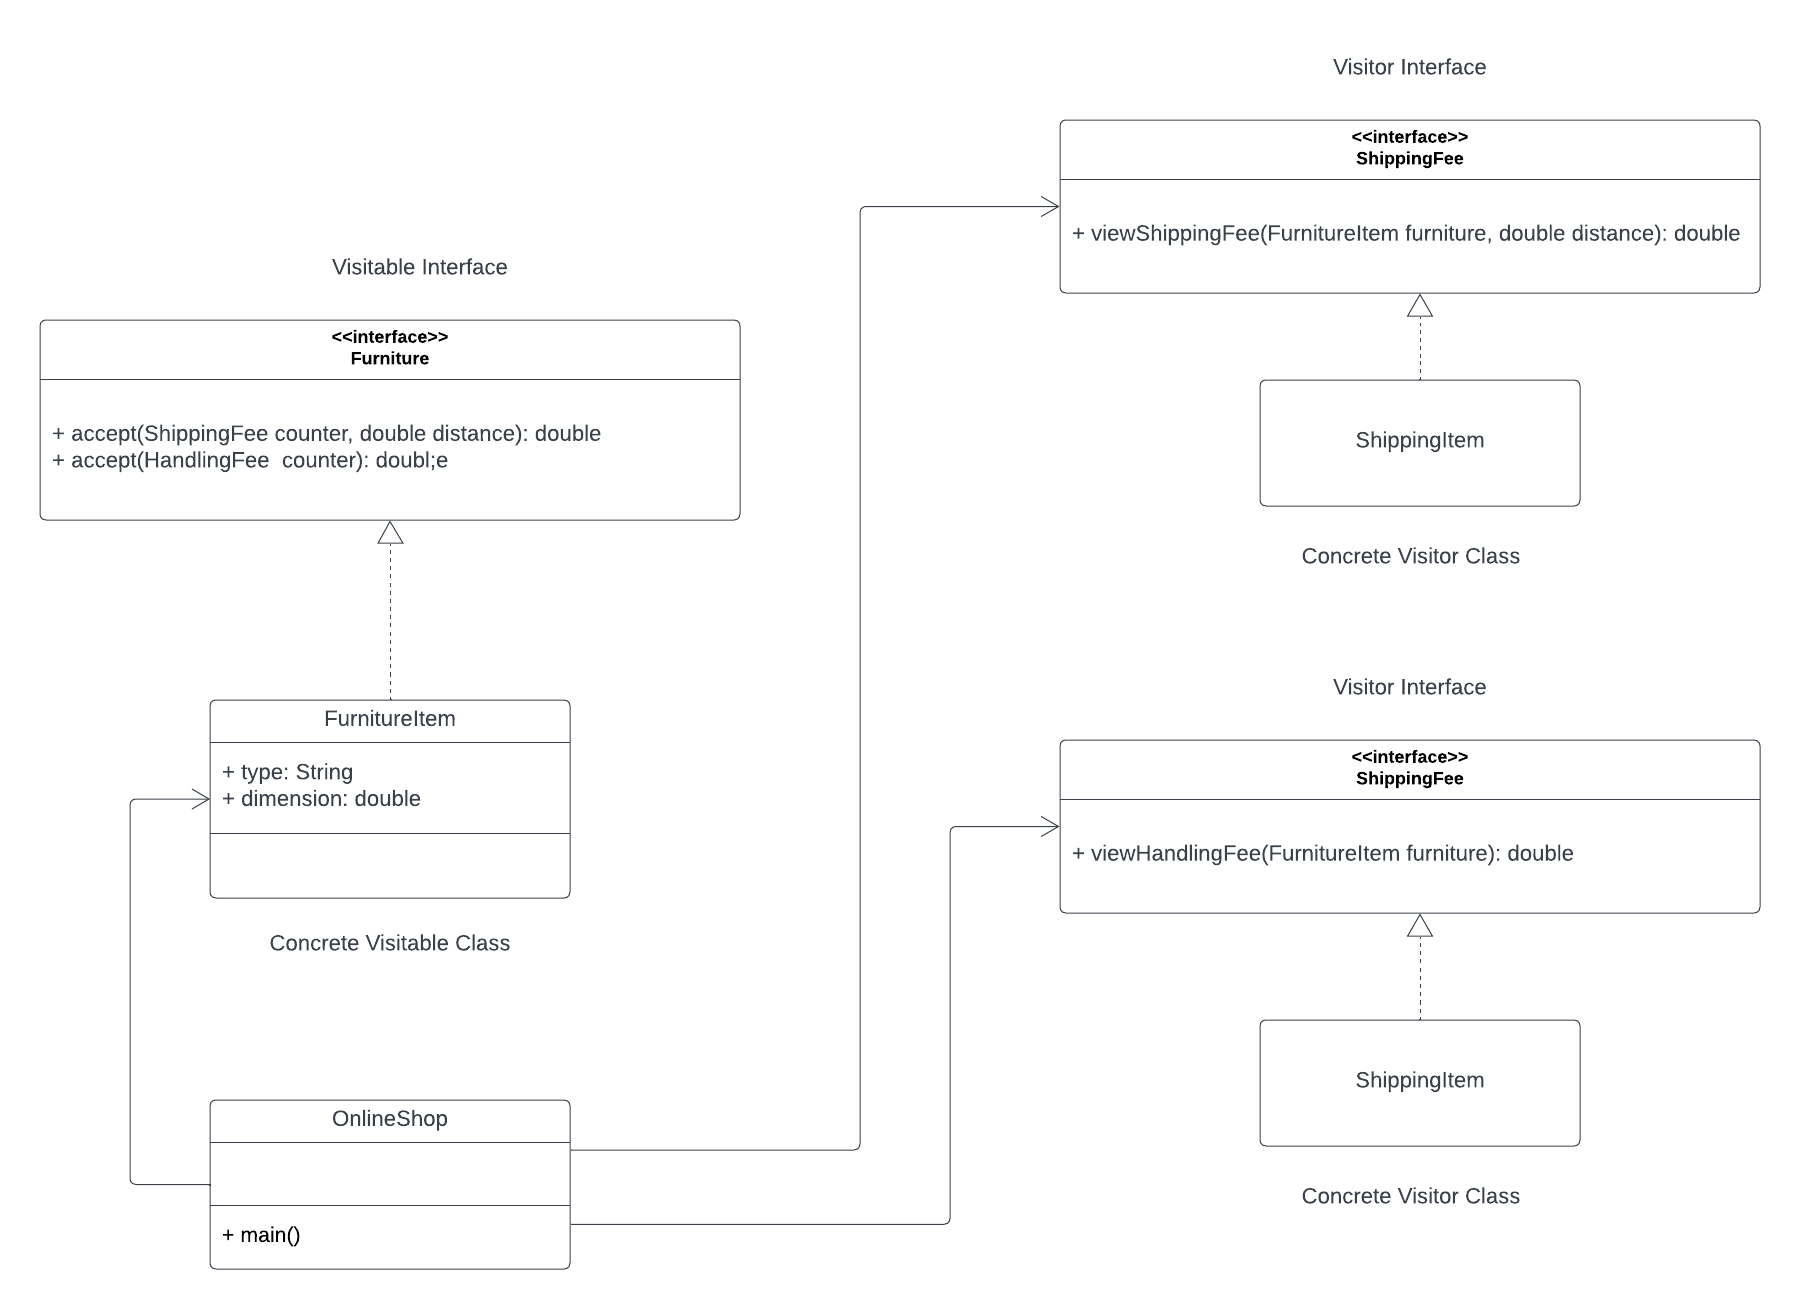 Visitor Interface
<<interface>>
ShippingFee
+ viewShippingFee(FurnitureItem furniture, double distance): double
Visitable Interface
<<interface>>
Furniture
+ accept(ShippingFee counter, double distance): double
+ accept(HandlingFee  counter): doubl;e
ShippingItem
Concrete Visitor Class
Visitor Interface
<<interface>>
ShippingFee
+ viewHandlingFee(FurnitureItem furniture): double
FurnitureItem
+ type: String
+ dimension: double
Concrete Visitable Class
ShippingItem
Concrete Visitor Class
OnlineShop
+ main()